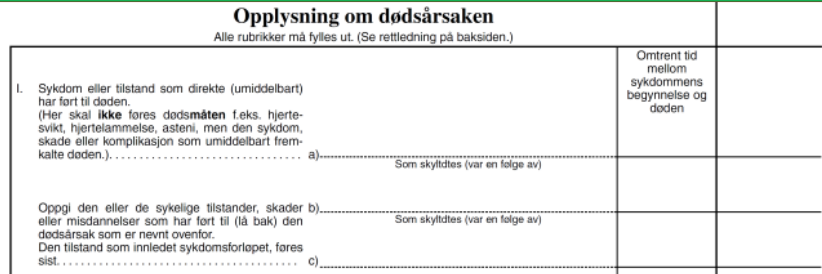 Opplysning om dødsårsaken
Alle rubrikker må fylles ut. (Se rettledning på baksiden.)
Omtrent tid
mellom
sykdommens
begynnelse og
døden
I. Sykdom eller tilstand som direkte (umiddelbart)
har ført til døden.
(Her skal ikke føres dødsmåten f.eks. hjerte-
svikt, hjertelammelse, asteni, men den sykdom,
skade eller komplikasjon som umiddelbart frem-
kalte døden.). . . . . . . . . . . . . . . . . . . . . . . . . . . . . . a)
Som skyltdtes (var en følge av)
Oppgi den eller de sykelige tilstander, skader b)
eller misdannelser som har ført til (lå bak) den
Som skyltdtes (var en følge av)
dødsårsak som er nevnt ovenfor.
Den tilstand som innledet sykdomsforløpet, føres
sist. . . . . . . . . . . . . . . . . . . . . . . . . . . . . . . . . . . . . c)